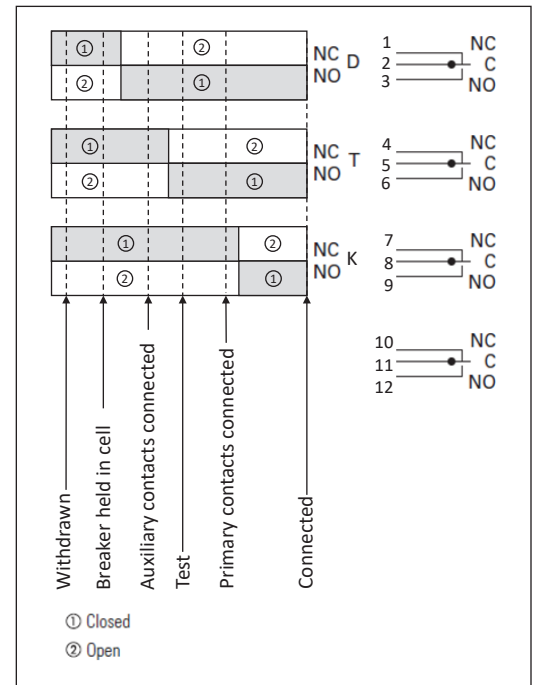 ① ②
NC D
② ①
NO
1 NC
2 C
3 NO
① ②
NC T
② ①
NO
4 NC
5 C
6 NO
① ②
NC K
② ①
NO
7 NC
8 C
9 NO
10 NC
11 C
12 NO
Withdrawn
Breaker held in cell
Auxiliary contacts connected
Test
Primary contacts connected
Connected
① Closed
② Open